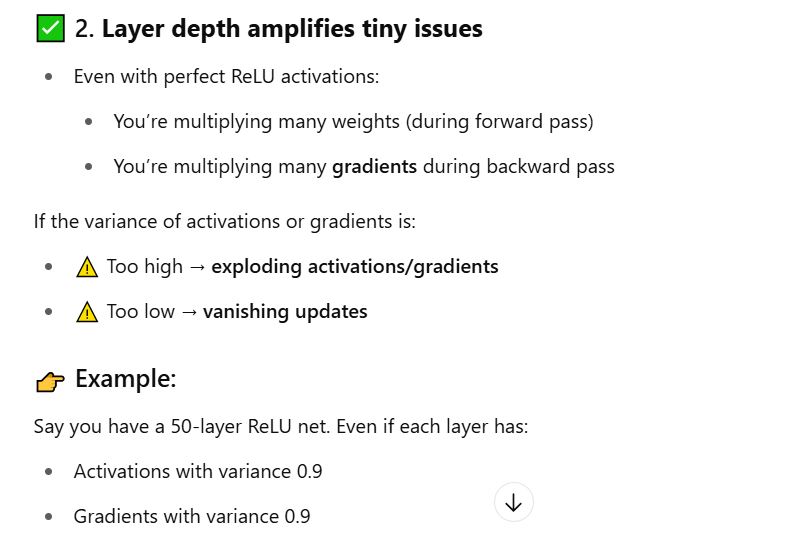 ✅ 2. Layer depth amplifies tiny issues
• Even with perfect ReLU activations:
• You’re multiplying many weights (during forward pass)
• You’re multiplying many gradients during backward pass
If the variance of activations or gradients is:
• ⚠️ Too high → exploding activations/gradients
• ⚠️ Too low → vanishing updates
👉 Example:
Say you have a 50-layer ReLU net. Even if each layer has:
• Activations with variance 0.9
• Gradients with variance 0.9